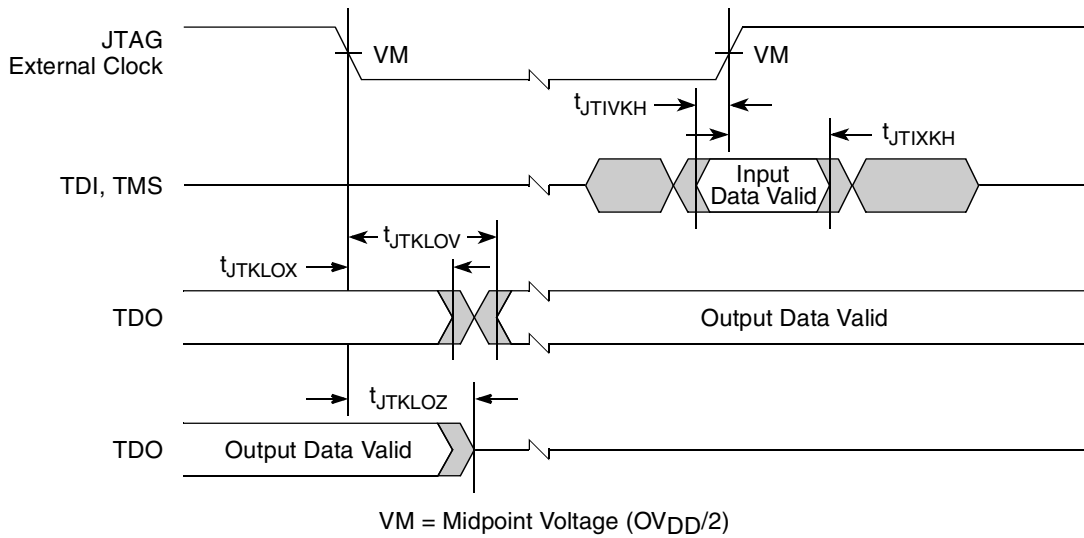 JTAG
External Clock
VM
VM
tJTIVKH
tJTIXKH
TDI, TMS
Input
Data Valid
tJTKLOV
tJTKLOX
TDO
Output Data Valid
tJTKLOZ
TDO
Output Data Valid
VM = Midpoint Voltage (OVDD/2)